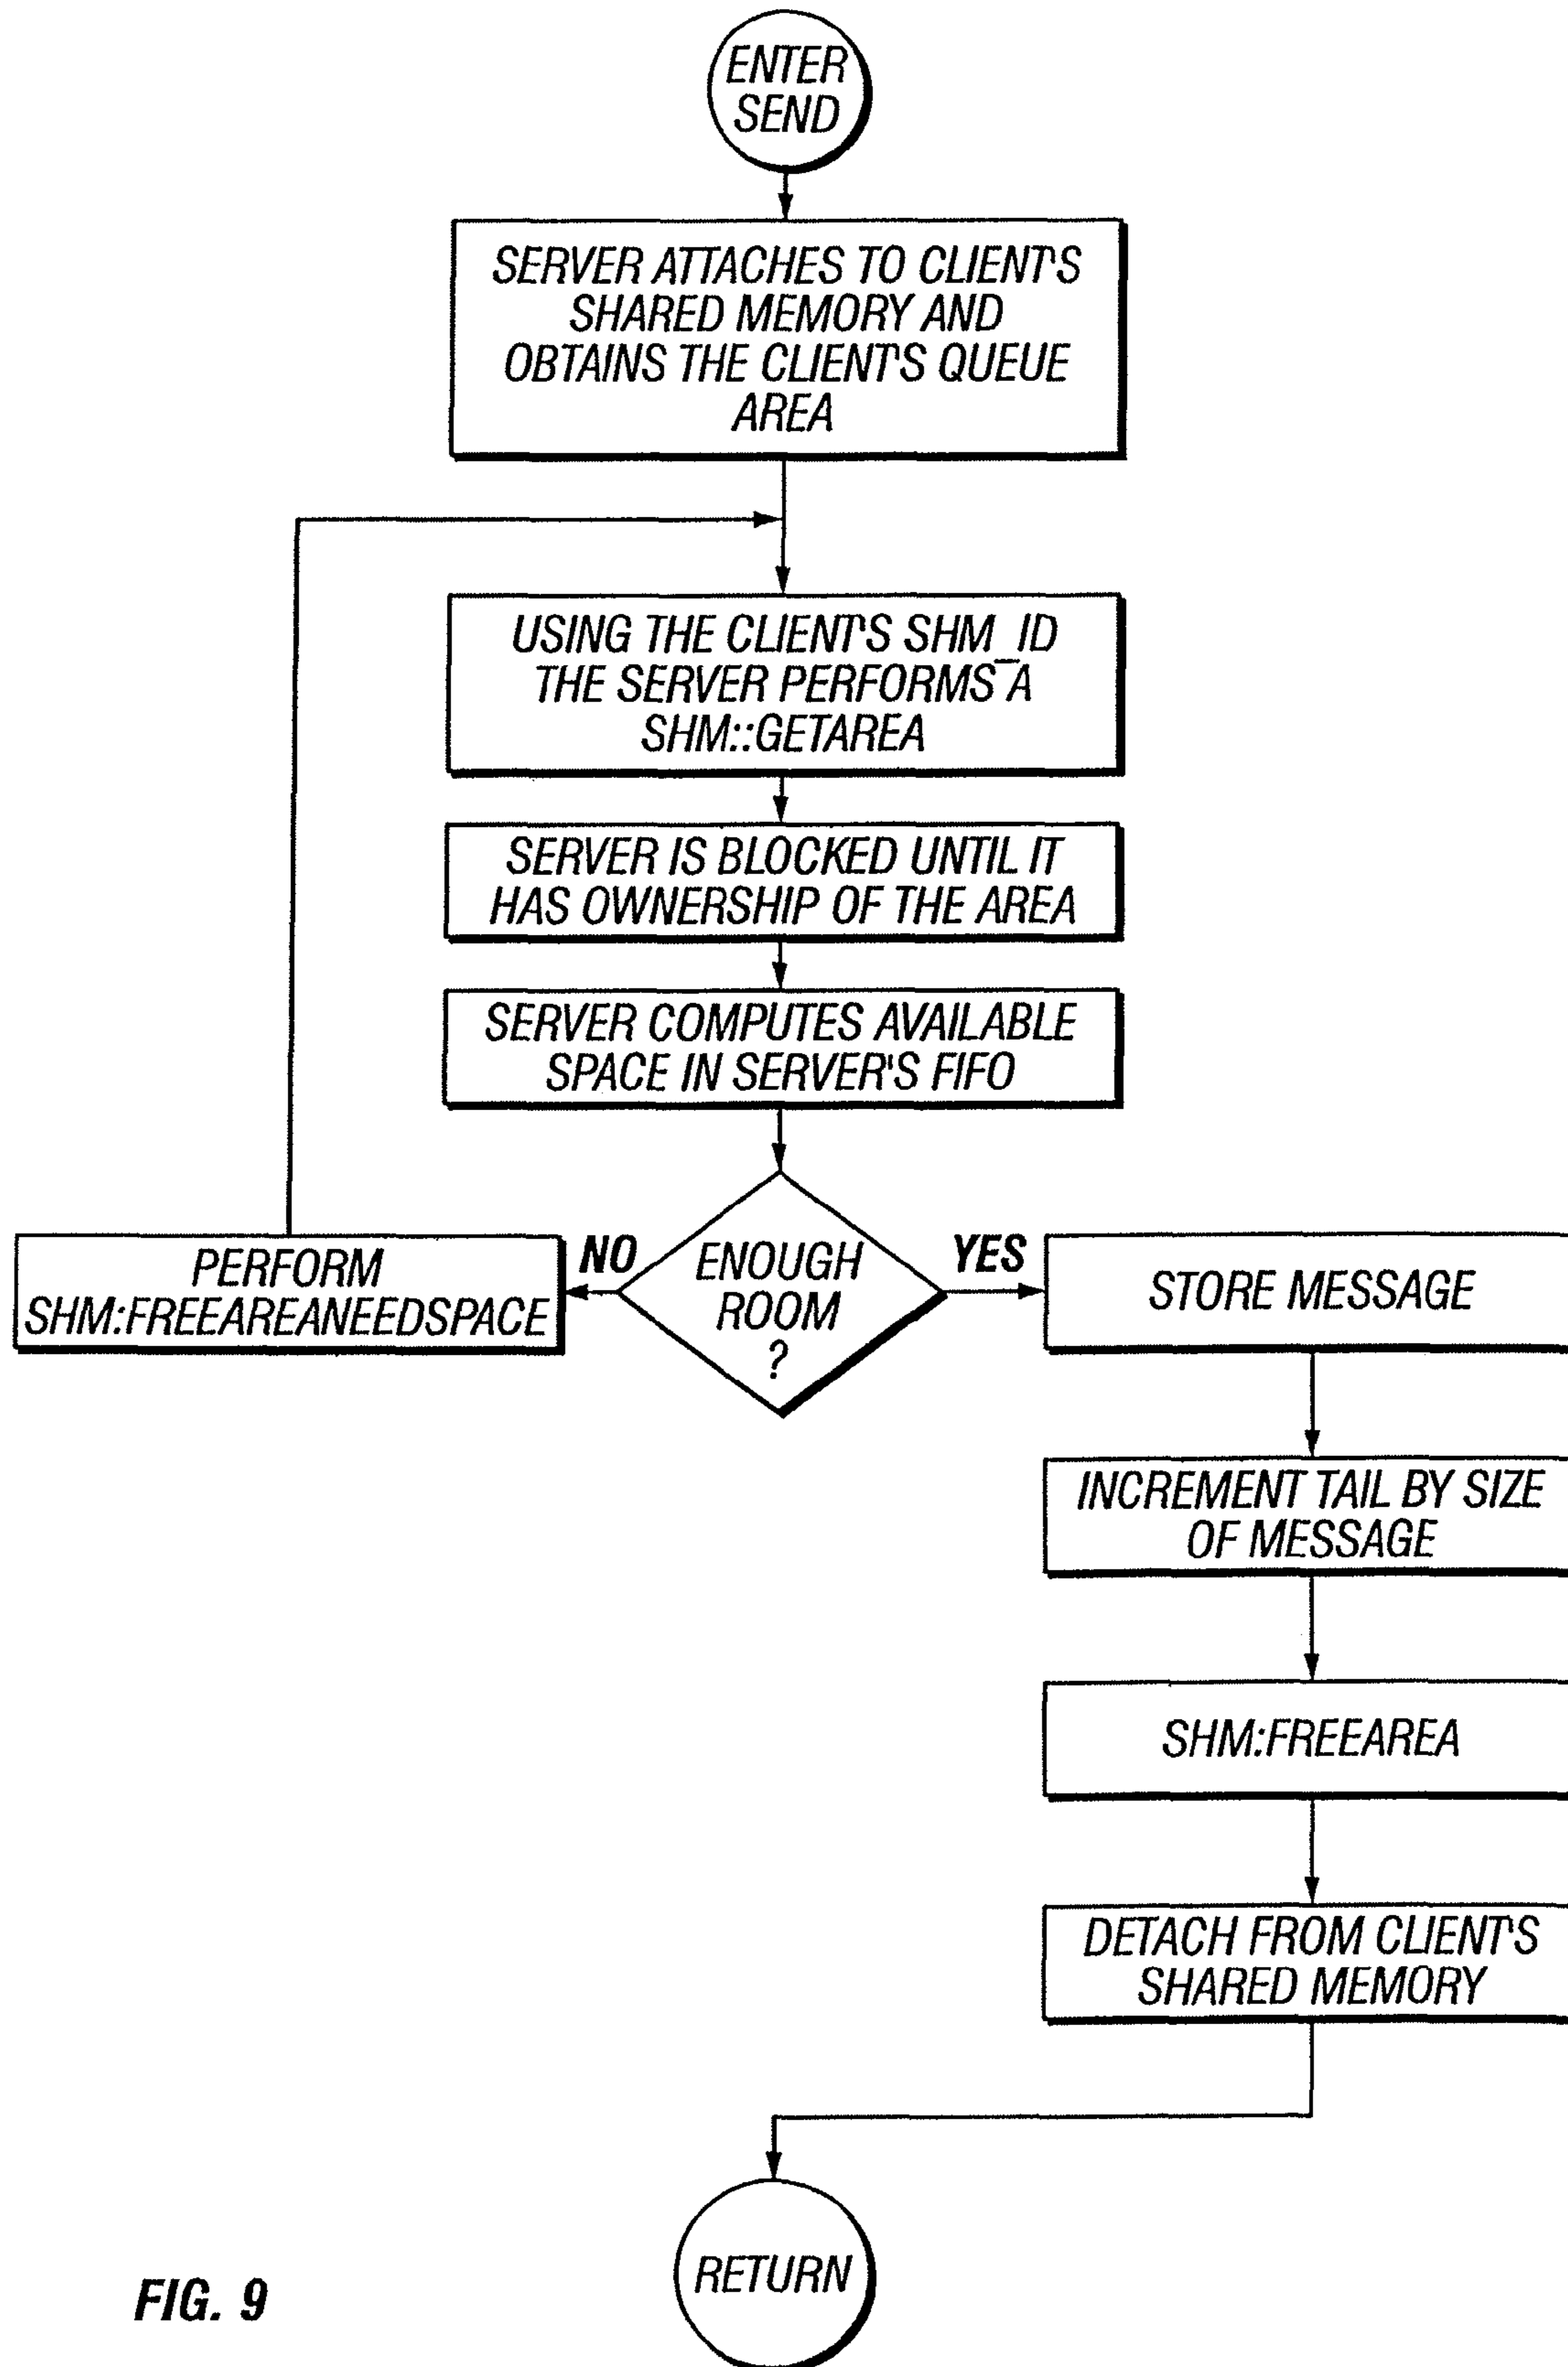 ENTER
SEND
SERVER ATTACHES TO CLIENT'S
SHARED MEMORY AND
OBTAINS THE CLIENT'S QUEUE
AREA
USING THE CLIENT'S SHM_ID
THE SERVER PERFORMS A
SHM::GETAREA
SERVER IS BLOCKED UNTIL IT
HAS OWNERSHIP OF THE AREA
SERVER COMPUTES AVAILABLE
SPACE IN SERVER'S FIFO
ENOUGH
ROOM
?
NO
PERFORM
SHM:FREEAREANEEDSPACE
YES
STORE MESSAGE
INCREMENT TAIL BY SIZE
OF MESSAGE
SHM:FREEAREA
DETACH FROM CLIENT'S
SHARED MEMORY
RETURN
FIG. 9